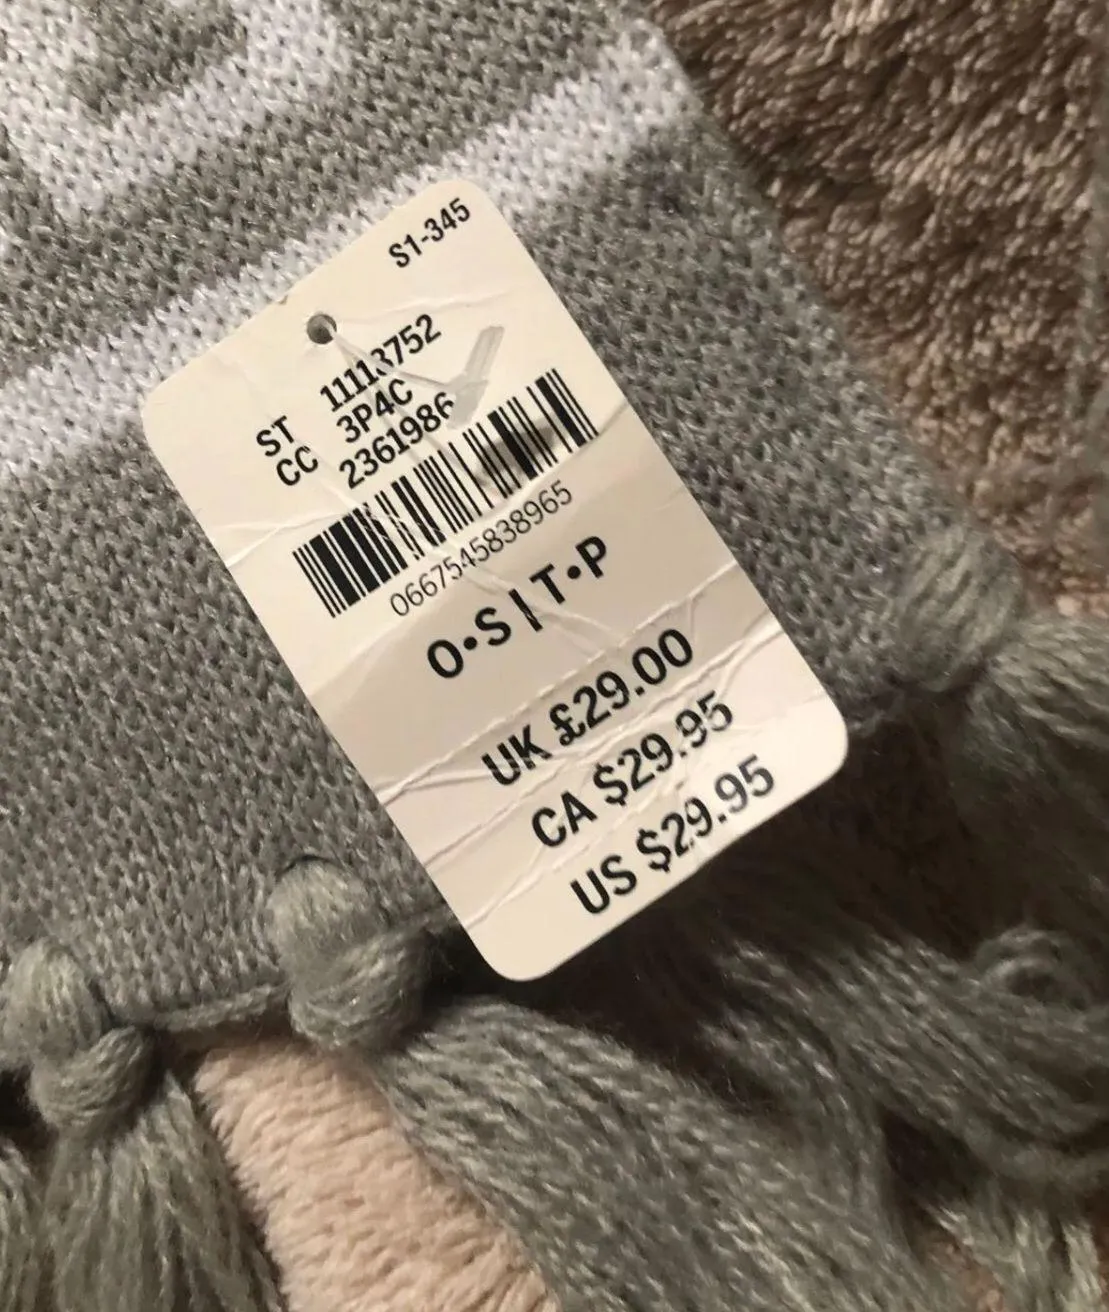 S1-345
ST 11113752
CC 3P4C
2361986
0667545838965
O•S | T•P
UK £29.00
CA $29.95
US $29.95